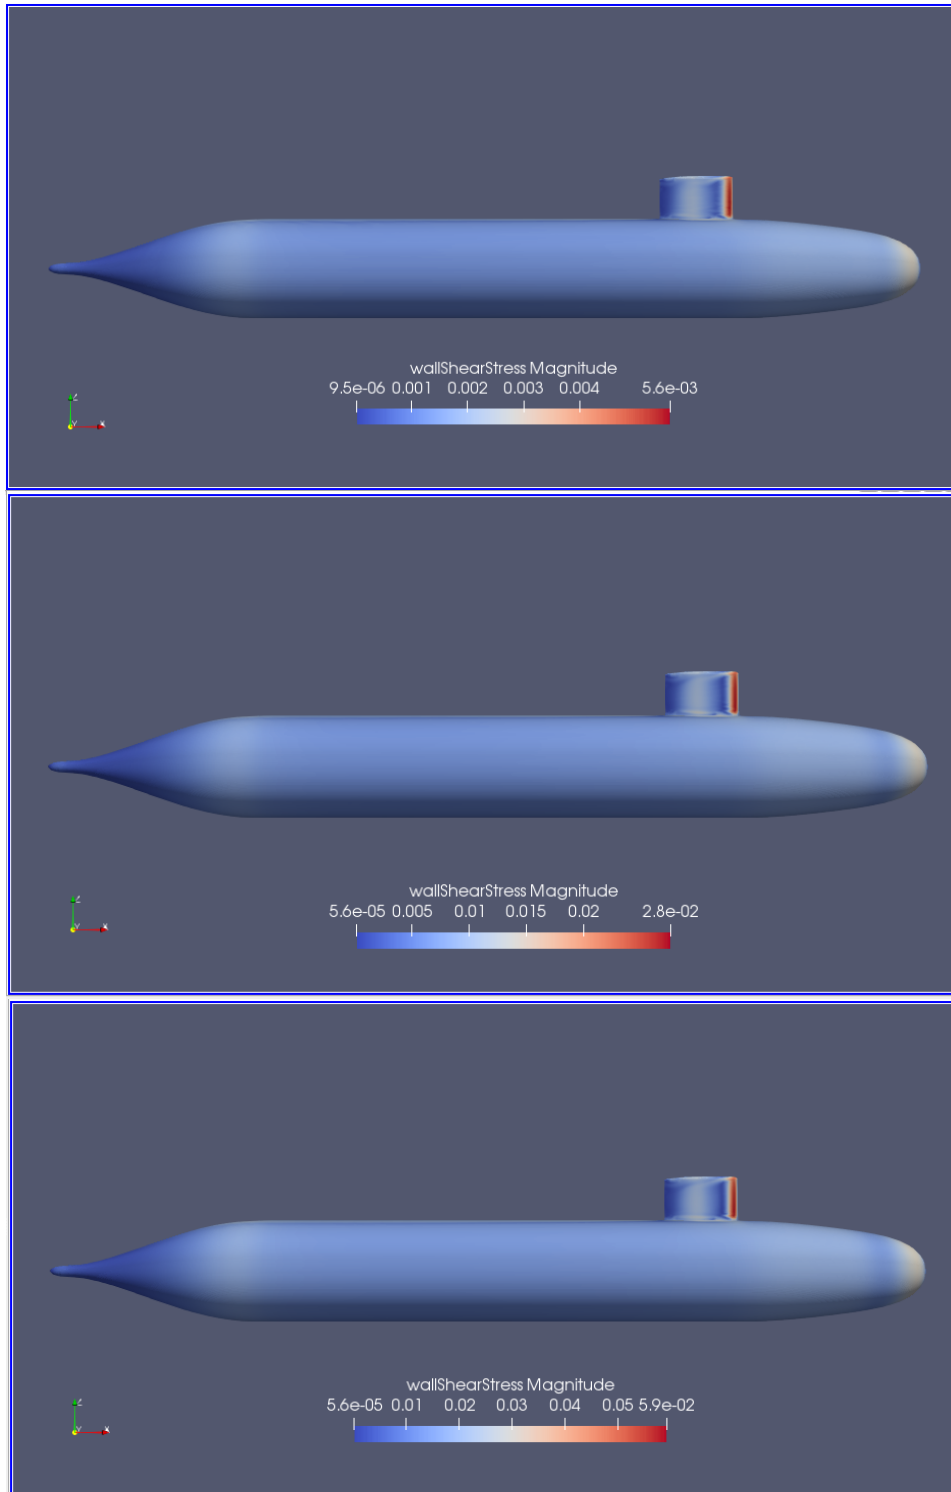 wallShearStress Magnitude
9.5e-06 0.001 0.002 0.003 0.004 5.6e-03
Z
Y X
wallShearStress Magnitude
5.6e-05 0.005 0.01 0.015 0.02 2.8e-02
Z
X
wallShearStress Magnitude
5.6e-05 0.01 0.02 0.03 0.04 0.05 5.9e-02
Z
X